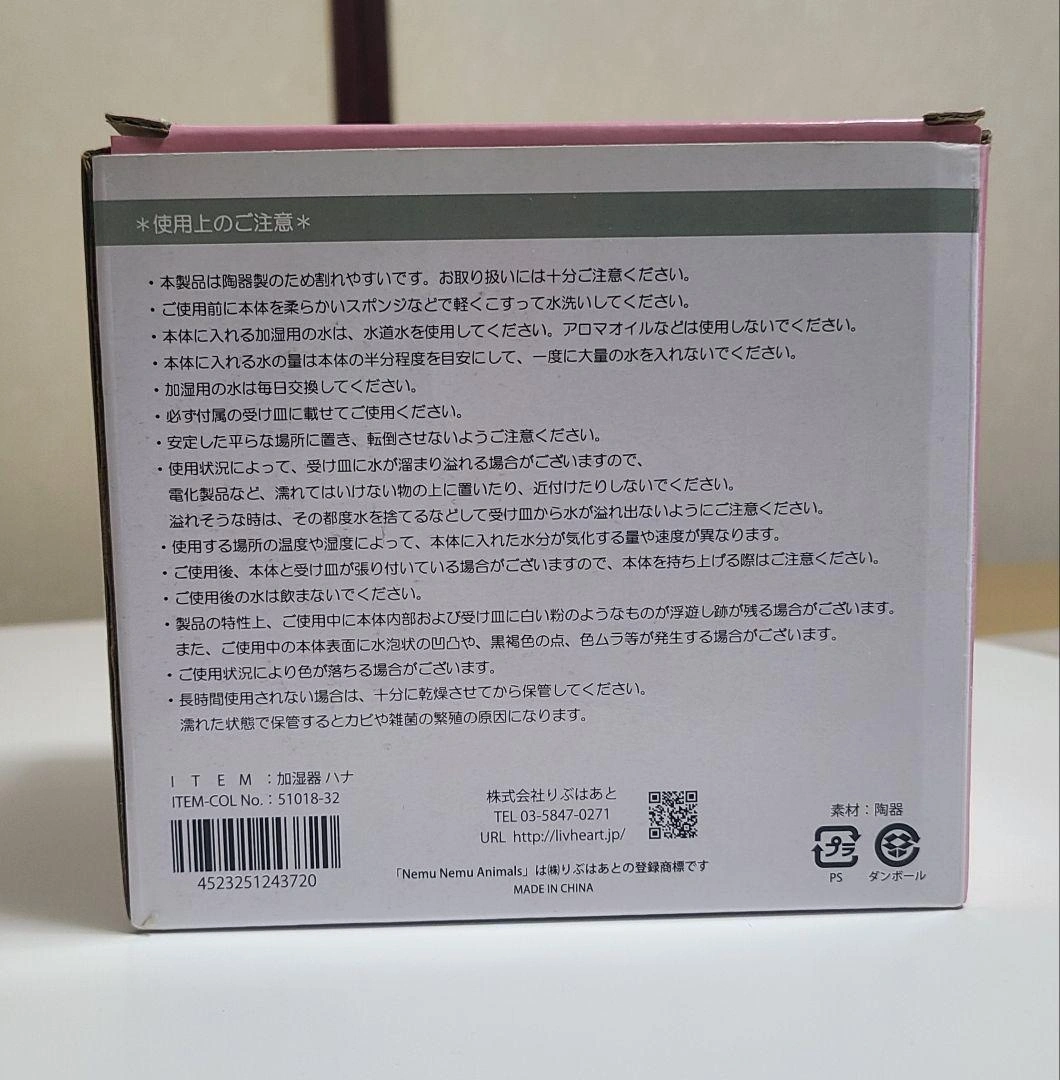 ＊使用上のご注意＊
・本製品は陶器製のため割れやすいです。お取り扱いには十分ご注意ください。
・ご使用前に本体を柔らかいスポンジなどで軽くこすって水洗いしてください。
・本体に入れる加湿用の水は、水道水を使用してください。アロマオイルなどは使用しないでください。
・本体に入れる水の量は本体の半分程度を目安にして、一度に大量の水を入れないでください。
・加湿用の水は毎日交換してください。
・必ず付属の受け皿に載せてご使用ください。
・安定した平らな場所に置き、転倒させないようご注意ください。
・使用状況によって、受け皿に水が溜まり溢れる場合がございますので、
電化製品など、濡れてはいけない物の上に置いたり、近付けたりしないでください。
溢れそうな時は、その都度水を捨てるなどして受け皿から水が溢れ出ないようにご注意ください。
・使用する場所の温度や湿度によって、本体に入れた水分が気化する量や速度が異なります。
・ご使用後、本体と受け皿が張り付いている場合がございますので、本体を持ち上げる際はご注意ください。
・ご使用後の水は飲まないでください。
・製品の特性上、ご使用中に本体内部および受け皿に白い粉のようなものが浮遊し跡が残る場合がございます。
また、ご使用中の本体表面に水泡状の凹凸や、黒褐色の点、色ムラ等が発生する場合がございます。
・ご使用状況により色が落ちる場合がございます。
・長時間使用されない場合は、十分に乾燥させてから保管してください。
濡れた状態で保管するとカビや雑菌の繁殖の原因になります。
ITEM：加湿器 ハナ
ITEM-COL No.：51018-32
4523251243720
株式会社りぶはあと
TEL 03-5847-0271
URL http://livheart.jp/
「Nemu Nemu Animals」は㈱りぶはあとの登録商標です
MADE IN CHINA
素材：陶器
プラ
PS
ダンボール